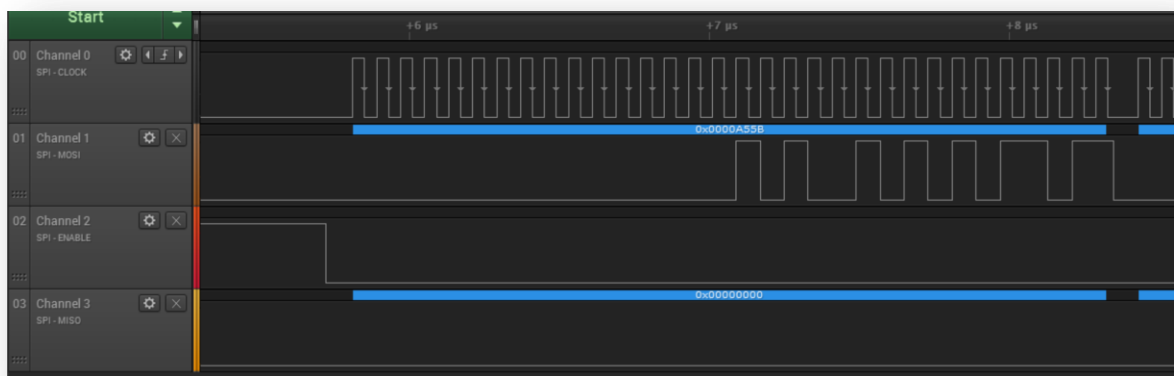 Start
+6 µs +7 µs +8 µs
00 Channel 0
SPI - CLOCK
0x0000A55B
01 Channel 1
SPI - MOSI
02 Channel 2
SPI - ENABLE
0x00000000
03 Channel 3
SPI - MISO